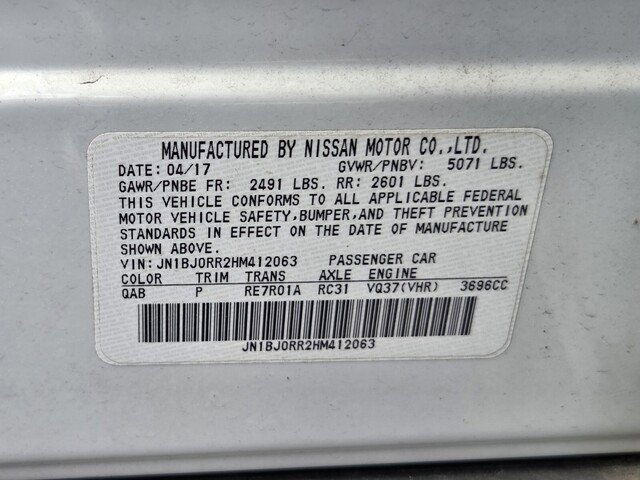 MANUFACTURED BY NISSAN MOTOR CO.,LTD.
DATE: 04/17 GVWR/PNBV: 5071 LBS.
GAWR/PNBE FR: 2491 LBS. RR: 2601 LBS.
THIS VEHICLE CONFORMS TO ALL APPLICABLE FEDERAL
MOTOR VEHICLE SAFETY,BUMPER,AND THEFT PREVENTION
STANDARDS IN EFFECT ON THE DATE OF MANUFACTURE
SHOWN ABOVE.
VIN:JN1BJ0RR2HM412063 PASSENGER CAR
COLOR TRIM TRANS AXLE ENGINE
QAB P RE7R01A RC31 VQ37(VHR) 3696CC
JN1BJ0RR2HM412063